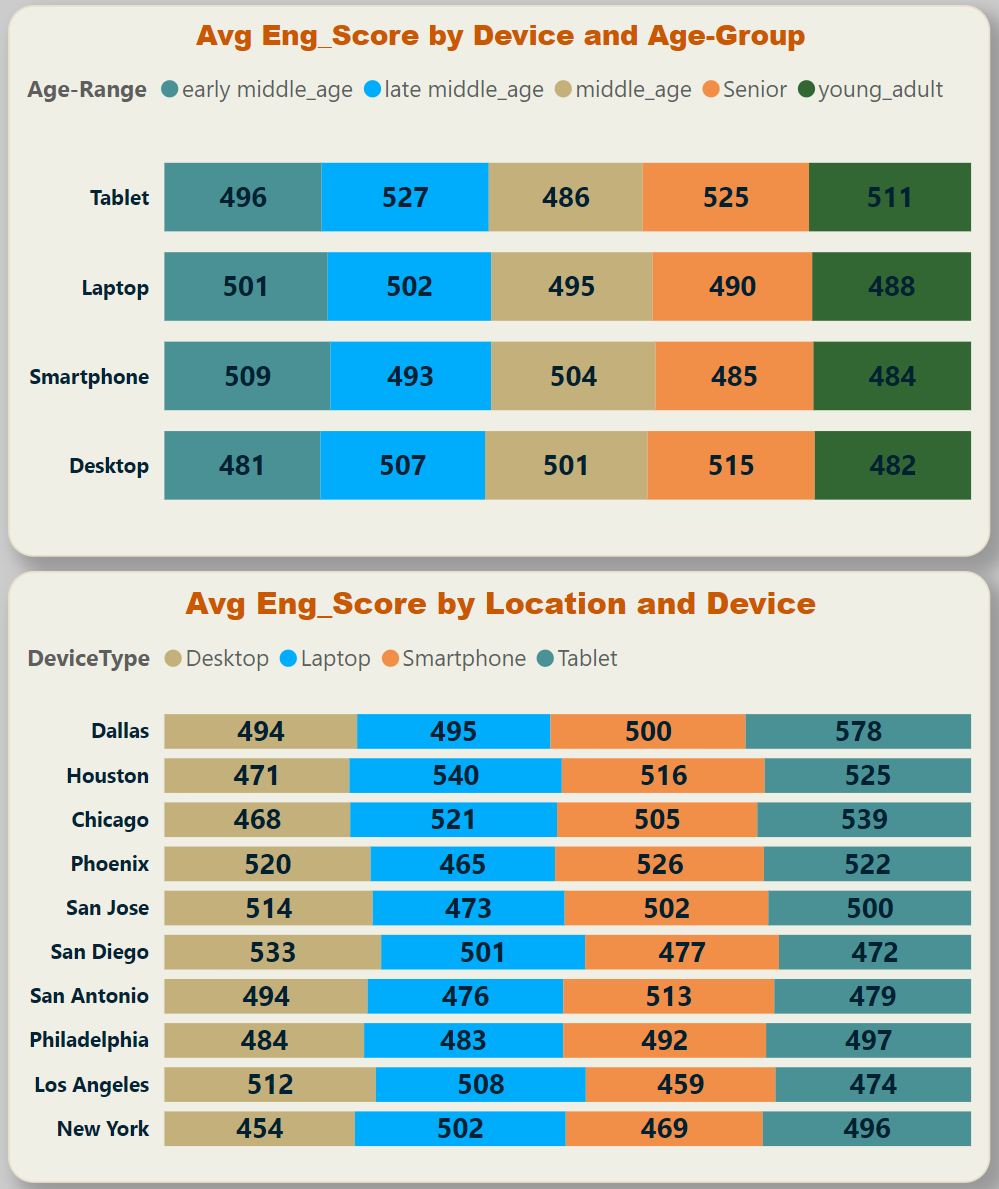 Avg Eng_Score by Device and Age-Group
Age-Range early middle_age late middle_age middle_age Senior young_adult
Tablet 496 527 486 525 511
Laptop 501 502 495 490 488
Smartphone 509 493 504 485 484
Desktop 481 507 501 515 482
Avg Eng_Score by Location and Device
DeviceType Desktop Laptop Smartphone Tablet
Dallas 494 495 500 578
Houston 471 540 516 525
Chicago 468 521 505 539
Phoenix 520 465 526 522
San Jose 514 473 502 500
San Diego 533 501 477 472
San Antonio 494 476 513 479
Philadelphia 484 483 492 497
Los Angeles 512 508 459 474
New York 454 502 469 496